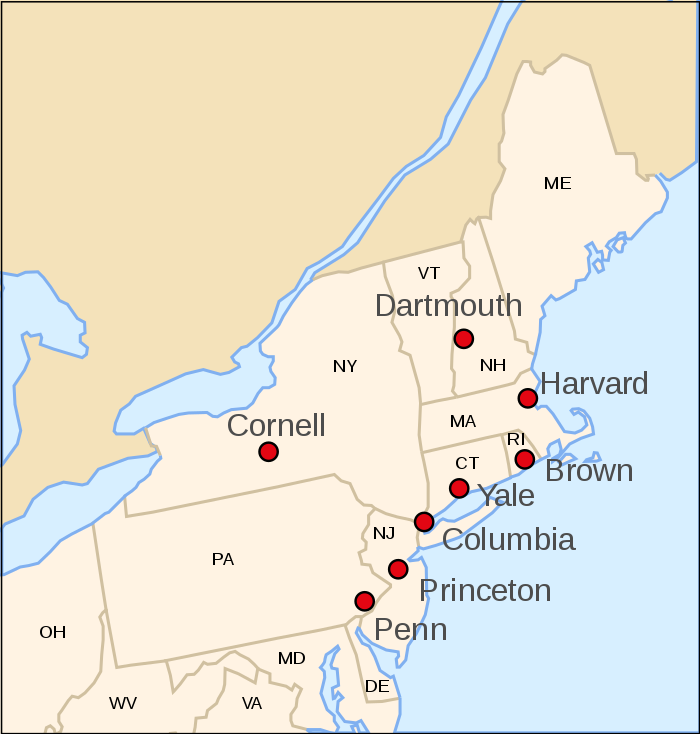 ME
VT
Dartmouth
NY
NH
Harvard
MA
Cornell
RI
CT
Brown
Yale
NJ
Columbia
PA
Princeton
Penn
OH
MD
DE
WV
VA